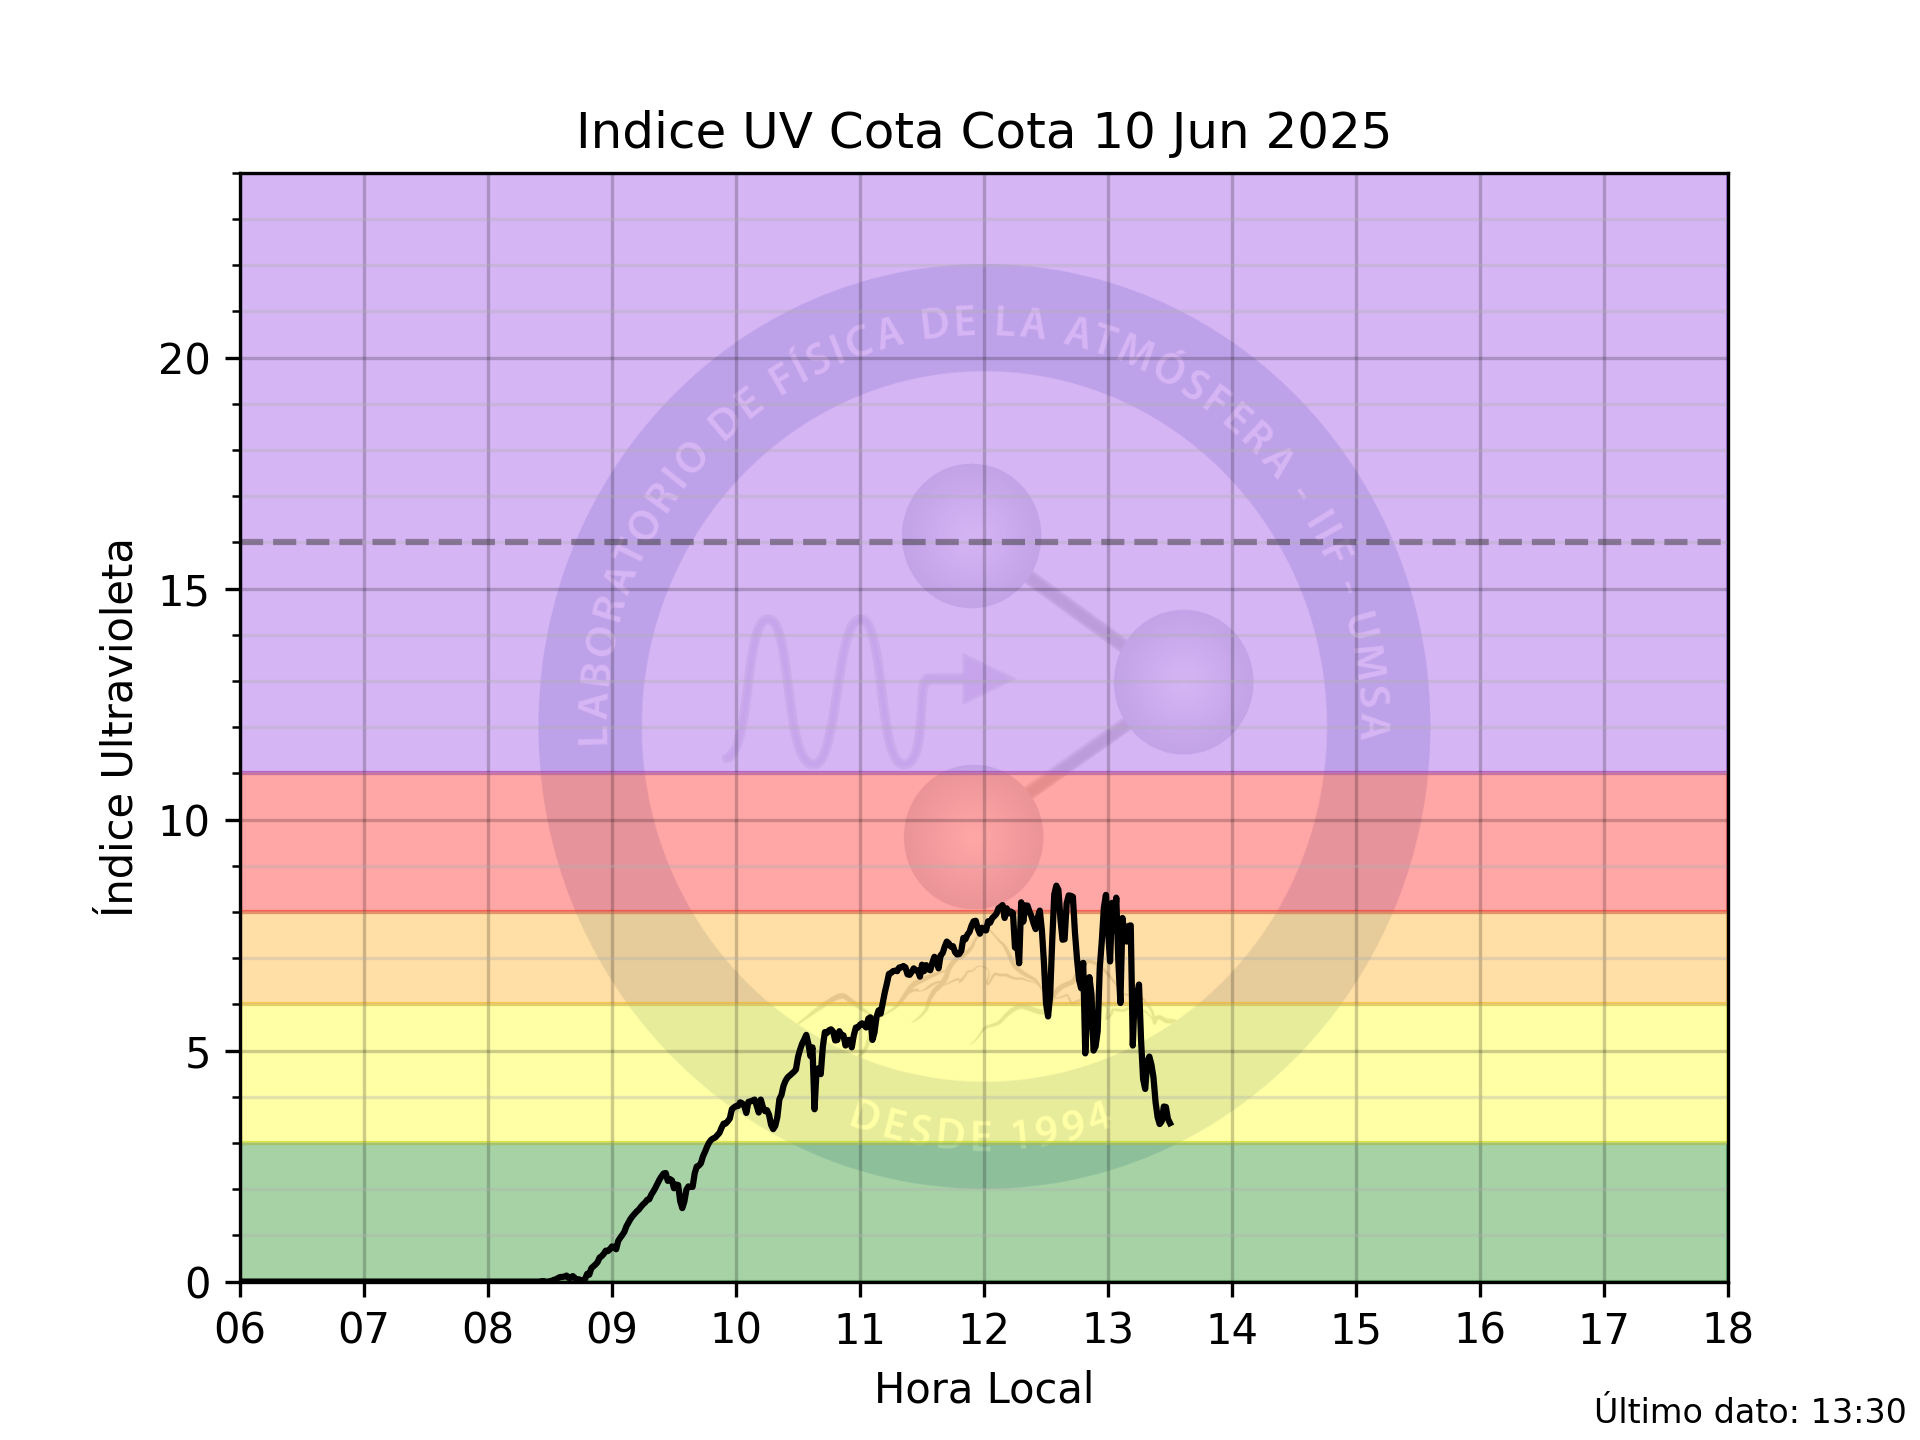 Indice UV Cota Cota 10 Jun 2025
Índice Ultravioleta
20
15
10
5
0
LABORATORIO DE FÍSICA DE LA ATMÓSFERA - IIF - UMSA
DESDE 1994
06 07 08 09 10 11 12 13 14 15 16 17 18
Hora Local
Último dato: 13:30